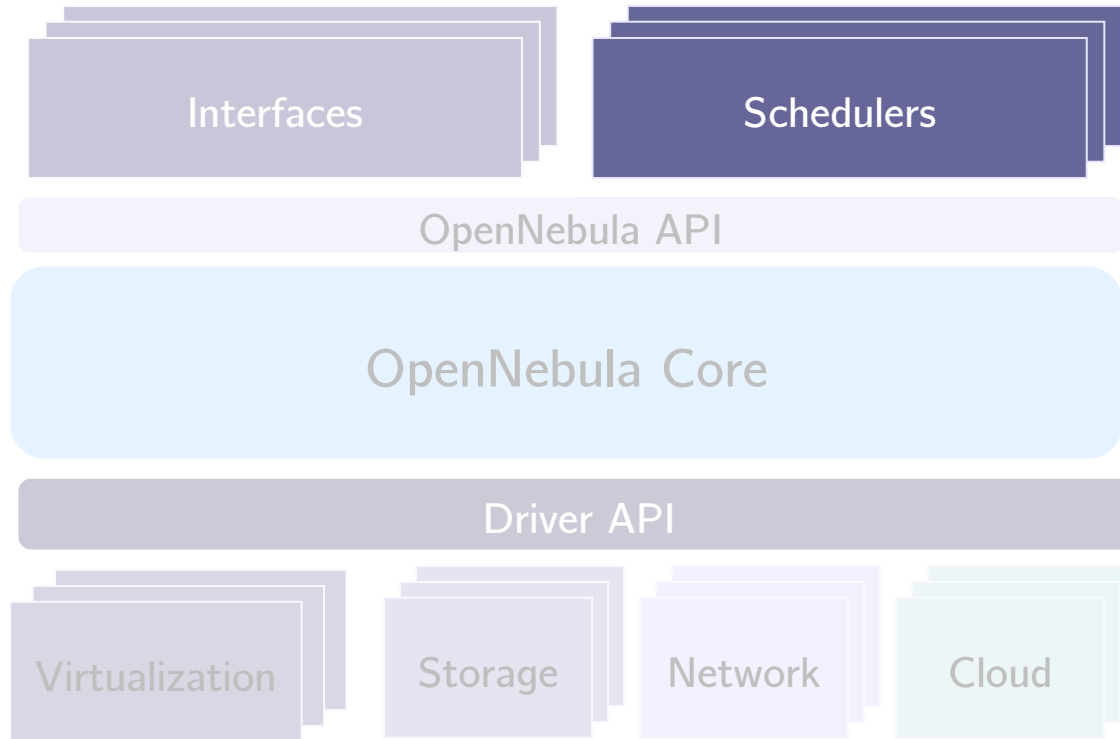 Interfaces
Schedulers
OpenNebula API
OpenNebula Core
Driver API
Virtualization
Storage
Network
Cloud